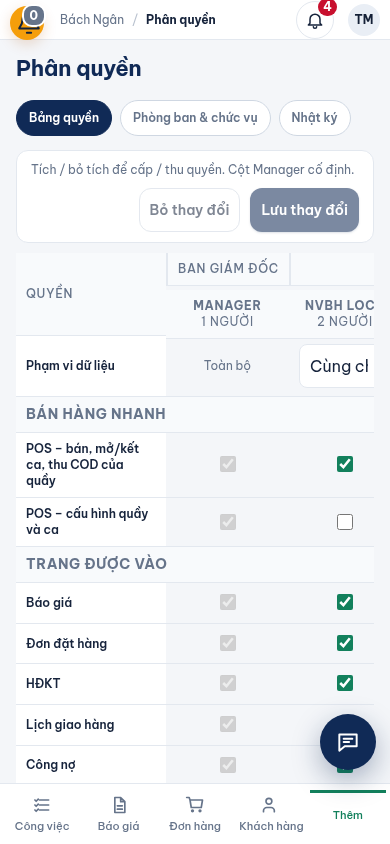 0
Bách Ngân / Phân quyền
4
TM
Phân quyền
Bảng quyền
Phòng ban & chức vụ
Nhật ký
Tích / bỏ tích để cấp / thu quyền. Cột Manager cố định.
Bỏ thay đổi
Lưu thay đổi
QUYỀN
BAN GIÁM ĐỐC
MANAGER
1 NGƯỜI
NVBH LOC
2 NGƯỜI
Phạm vi dữ liệu
Toàn bộ
Cùng
BÁN HÀNG NHANH
POS – bán, mở/kết
ca, thu COD của
quầy
POS – cấu hình quầy
và ca
TRANG ĐƯỢC VÀO
Báo giá
Đơn đặt hàng
HĐKT
Lịch giao hàng
Công nợ
Công việc
Báo giá
Đơn hàng
Khách hàng
Thêm